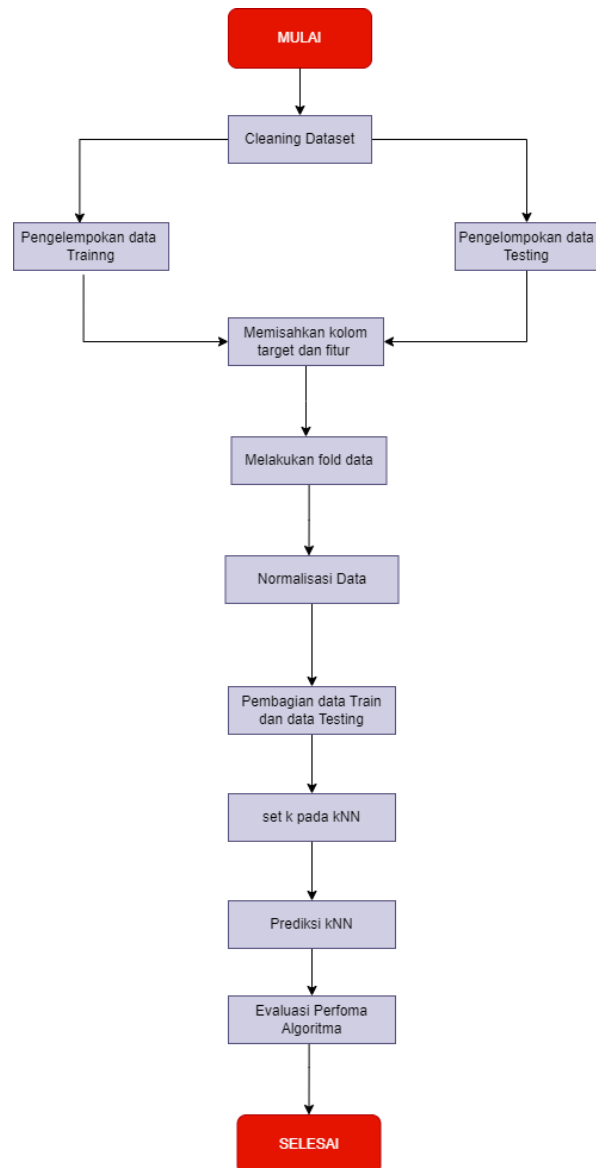 MULAI
Cleaning Dataset
Pengelempokan data
Trainng
Pengelompokan data
Testing
Memisahkan kolom
target dan fitur
Melakukan fold data
Normalisasi Data
Pembagian data Train
dan data Testing
set k pada kNN
Prediksi kNN
Evaluasi Perfoma
Algoritma
SELESAI